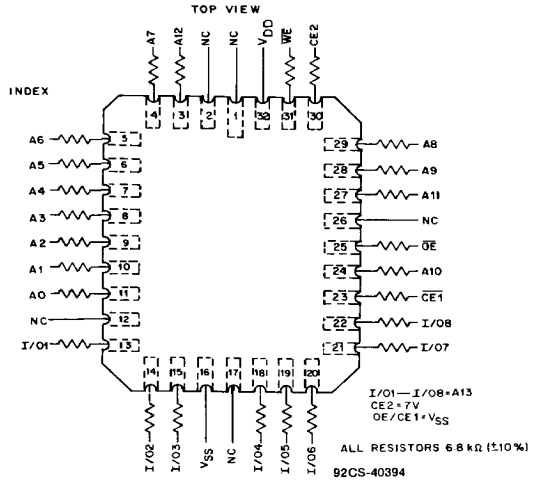 TOP VIEW
A7
A12
NC
NC
VDD
W̅E̅
CE2
INDEX
4
3
2
1
32
31
30
A6
5
A5
6
A4
7
A3
8
A2
9
A1
10
A0
11
NC
12
I/O1
13
29
A8
28
A9
27
A11
26
NC
25
O̅E̅
24
A10
23
C̅E̅1̅
22
I/O8
21
I/O7
14
15
16
17
18
19
20
I/O2
I/O3
VSS
NC
I/O4
I/O5
I/O6
I/O1—I/O8=A13
CE2=7V
OE/CE1=VSS
ALL RESISTORS 6.8 kΩ (±10%)
92CS-40394